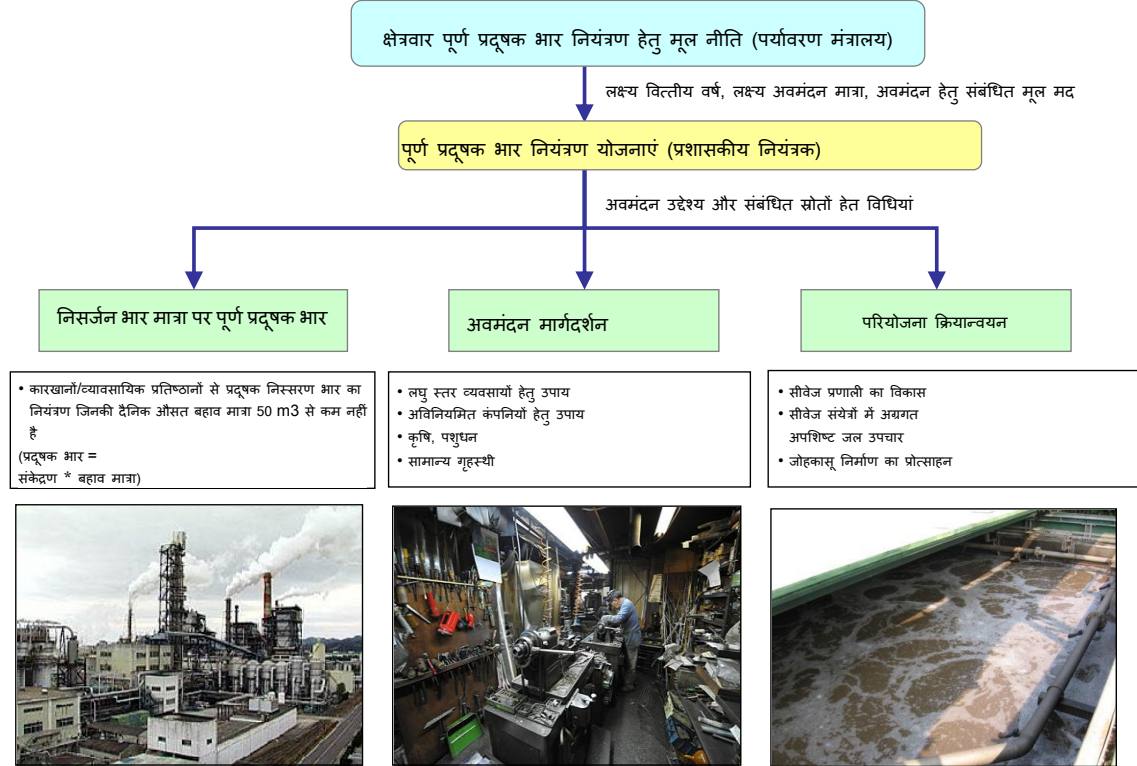 क्षेत्रवार पूर्ण प्रदूषक भार नियंत्रण हेतु मूल नीति (पर्यावरण मंत्रालय)
लक्ष्य वित्तीय वर्ष, लक्ष्य अवमंदन मात्रा, अवमंदन हेतु संबंधित मूल मद
पूर्ण प्रदूषक भार नियंत्रण योजनाएं (प्रशासकीय नियंत्रक)
अवमंदन उद्देश्य और संबंधित स्रोतों हेत विधियां
निसर्जन भार मात्रा पर पूर्ण प्रदूषक भार
• कारखानों/व्यावसायिक प्रतिष्ठानों से प्रदूषक निस्सरण भार का
नियंत्रण जिनकी दैनिक औसत बहाव मात्रा 50 m3 से कम नहीं
है
(प्रदूषक भार =
संकेद्रण * बहाव मात्रा)
अवमंदन मार्गदर्शन
• लघु स्तर व्यवसायों हेतु उपाय
• अविनियमित कंपनियों हेतु उपाय
• कृषि, पशुधन
• सामान्य गृहस्थी
परियोजना क्रियान्वयन
• सीवेज प्रणाली का विकास
• सीवेज संयेत्रों में अग्रगत
अपशिष्ट जल उपचार
• जोहकासू निर्माण का प्रोत्साहन